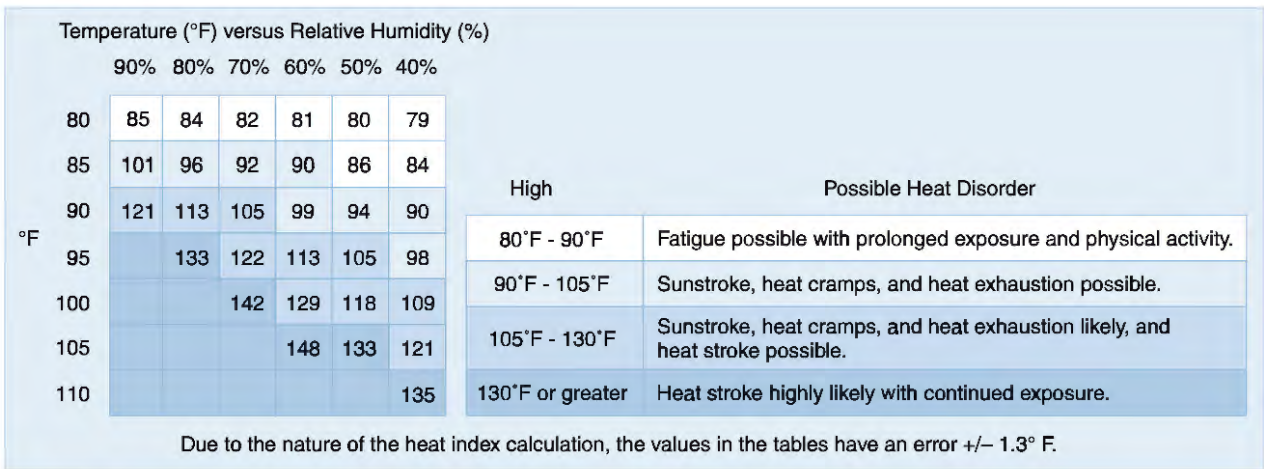 Temperature (°F) versus Relative Humidity (%)
90% 80% 70% 60% 50% 40%
80 85 84 82 81 80 79
85 101 96 92 90 86 84
90 121 113 105 99 94 90
°F
95 133 122 113 105 98
100 142 129 118 109
105 148 133 121
110 135
High Possible Heat Disorder
80°F - 90°F Fatigue possible with prolonged exposure and physical activity.
90°F - 105°F Sunstroke, heat cramps, and heat exhaustion possible.
105°F - 130°F Sunstroke, heat cramps, and heat exhaustion likely, and
heat stroke possible.
130°F or greater Heat stroke highly likely with continued exposure.
Due to the nature of the heat index calculation, the values in the tables have an error +/– 1.3° F.